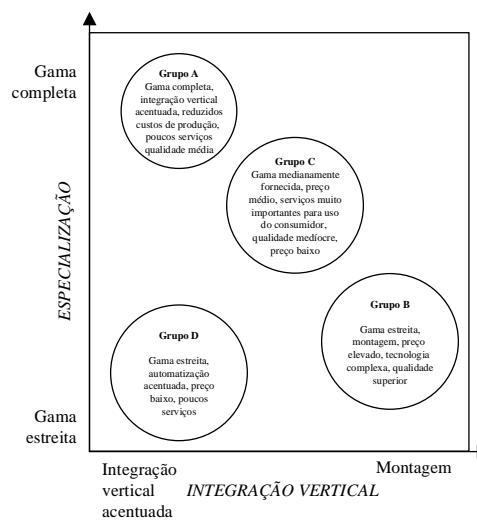 Gama
completa
ESPECIALIZAÇÃO
Grupo A
Gama completa,
integração vertical
acentuada, reduzidos
custos de produção,
poucos serviços
qualidade média
Grupo C
Gama medianamente
fornecida, preço
médio, serviços muito
importantes para uso
do consumidor,
qualidade medíocre,
preço baixo
Grupo B
Gama estreita,
montagem, preço
elevado, tecnologia
complexa, qualidade
superior
Grupo D
Gama estreita,
automatização
acentuada, preço
baixo, poucos
serviços
Gama
estreita
Integração
vertical
acentuada
INTEGRAÇÃO VERTICAL
Montagem